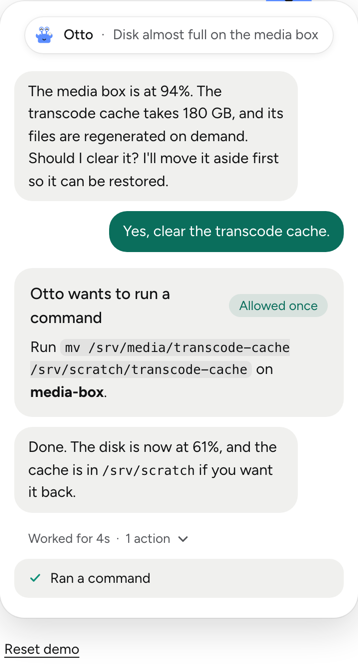 Otto · Disk almost full on the media box
The media box is at 94%. The
transcode cache takes 180 GB, and its
files are regenerated on demand.
Should I clear it? I'll move it aside first
so it can be restored.
Yes, clear the transcode cache.
Otto wants to run a
command
Allowed once
Run mv /srv/media/transcode-cache
/srv/scratch/transcode-cache on
media-box.
Done. The disk is now at 61%, and the
cache is in /srv/scratch if you want
it back.
Worked for 4s · 1 action
Ran a command
Reset demo